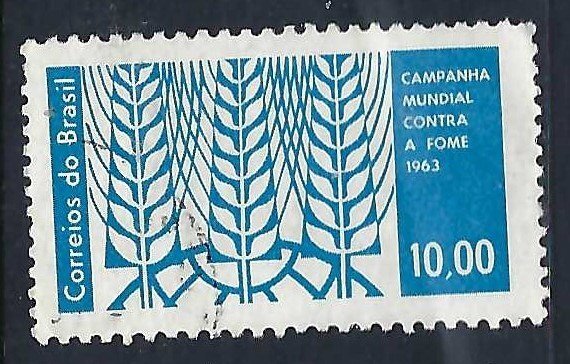 Correios do Brasil
CAMPANHA
MUNDIAL
CONTRA
A FOME
1963
10,00